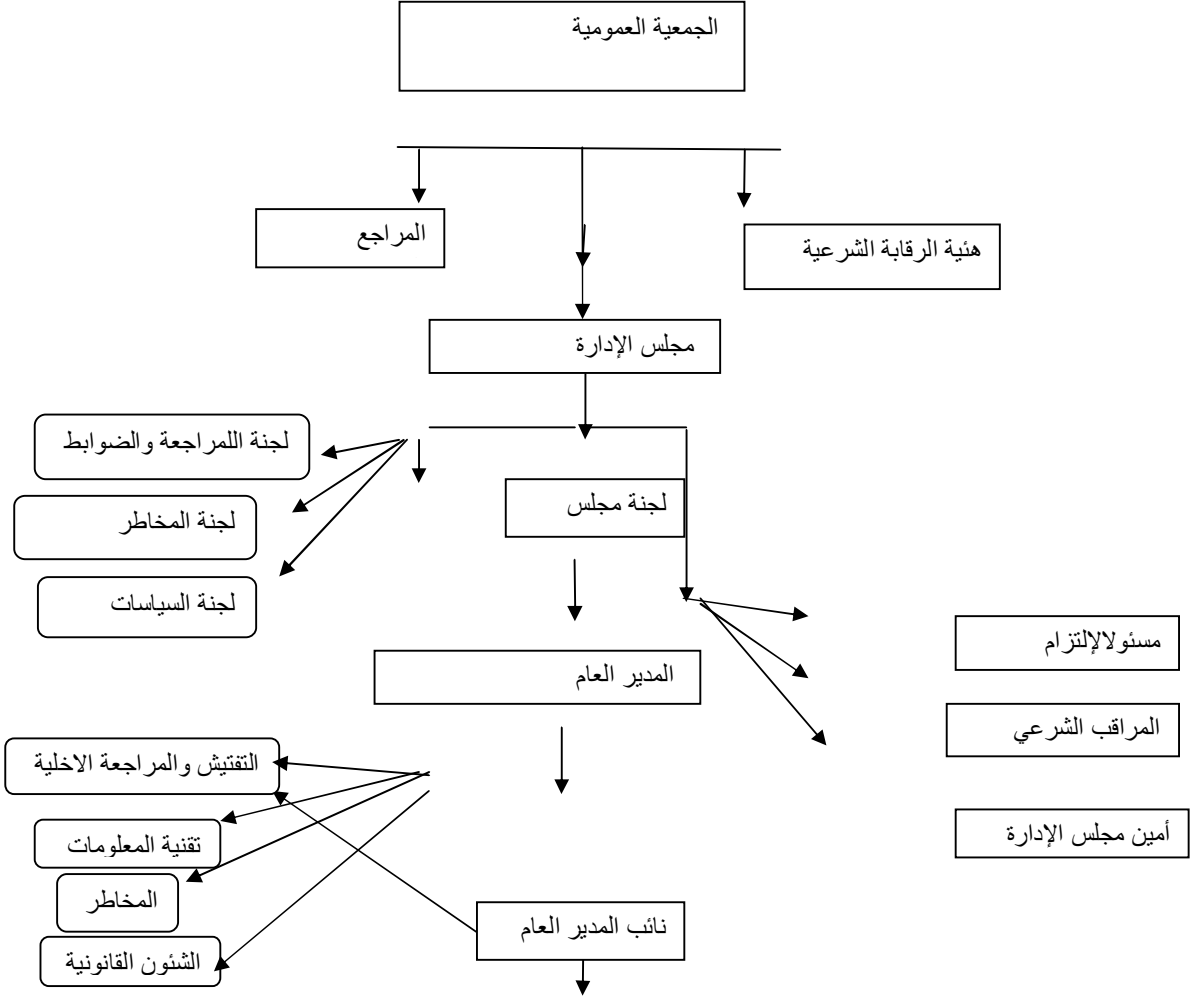 الجمعية العمومية
هئية الرقابة الشرعية
المراجع
مجلس الإدارة
لجنة اللمراجعة والضوابط
لجنة مجلس
لجنة المخاطر
لجنة السياسات
مسئولالإلتزام
المدير العام
المراقب الشرعي
التفتيش والمراجعة الاخلية
أمين مجلس الإدارة
تقنية المعلومات
المخاطر
نائب المدير العام
الشئون القانونية